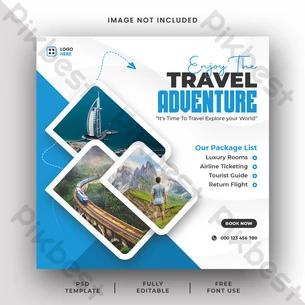 IMAGE NOT INCLUDED
LOGO
HERE
Enjoy The
TRAVEL
ADVENTURE
"It's Time To Travel Explore your World"
Our Package List
Luxury Rooms
Airline Ticketing
Tourist Guide
Return Flight
BOOK NOW
000 123 456 789
PSD
TEMPLATE
FULLY
EDITABLE
FREE
FONT USE
Pikbest